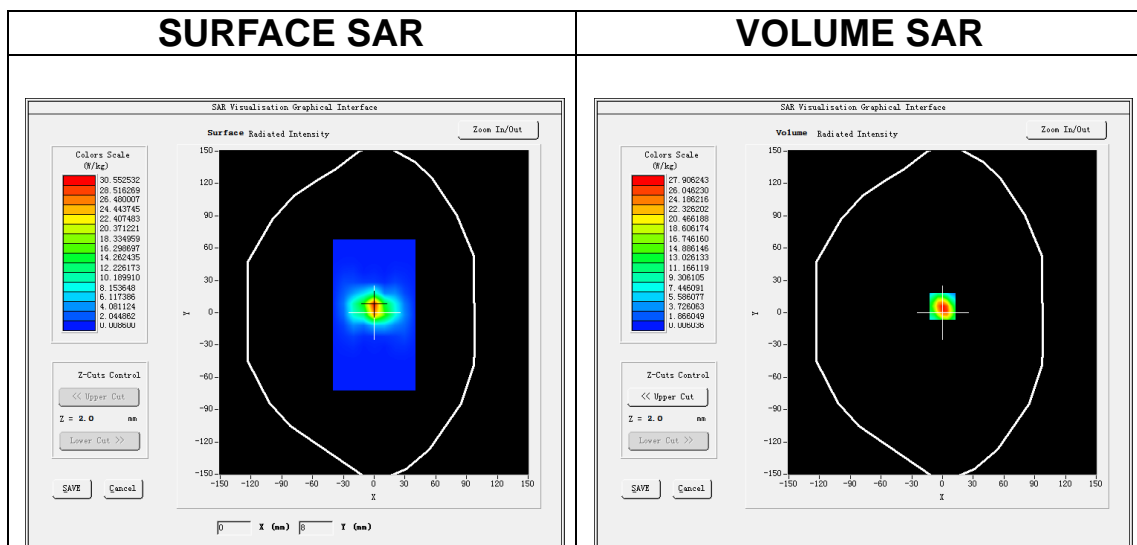 SURFACE SAR
SAR Visualisation Graphical Interface
Surface Radiated Intensity
Zoom In/Out
Colors Scale
(W/kg)
30.552532
28.516269
26.480007
24.443745
22.407483
20.371221
18.334959
16.298697
14.262435
12.226173
10.189910
8.153648
6.117386
4.081124
2.044862
0.008600
Z-Cuts Control
<< Upper Cut
Z = 2.0 mm
Lower Cut >>
SAVE Cancel
150
120
90
60
30
0
-30
-60
-90
-120
-150
Y
-150 -120 -90 -60 -30 0 30 60 90 120 150
X
0 X (mm) 8 Y (mm)
VOLUME SAR
SAR Visualisation Graphical Interface
Volume Radiated Intensity
Zoom In/Out
Colors Scale
(W/kg)
27.906243
26.046230
24.186216
22.326202
20.466188
18.606174
16.746160
14.886146
13.026133
11.166119
9.306105
7.446091
5.586077
3.726063
1.866049
0.006036
Z-Cuts Control
<< Upper Cut
Z = 2.0 mm
Lower Cut >>
SAVE Cancel
150
120
90
60
30
0
-30
-60
-90
-120
-150
Y
-150 -120 -90 -60 -30 0 30 60 90 120 150
X